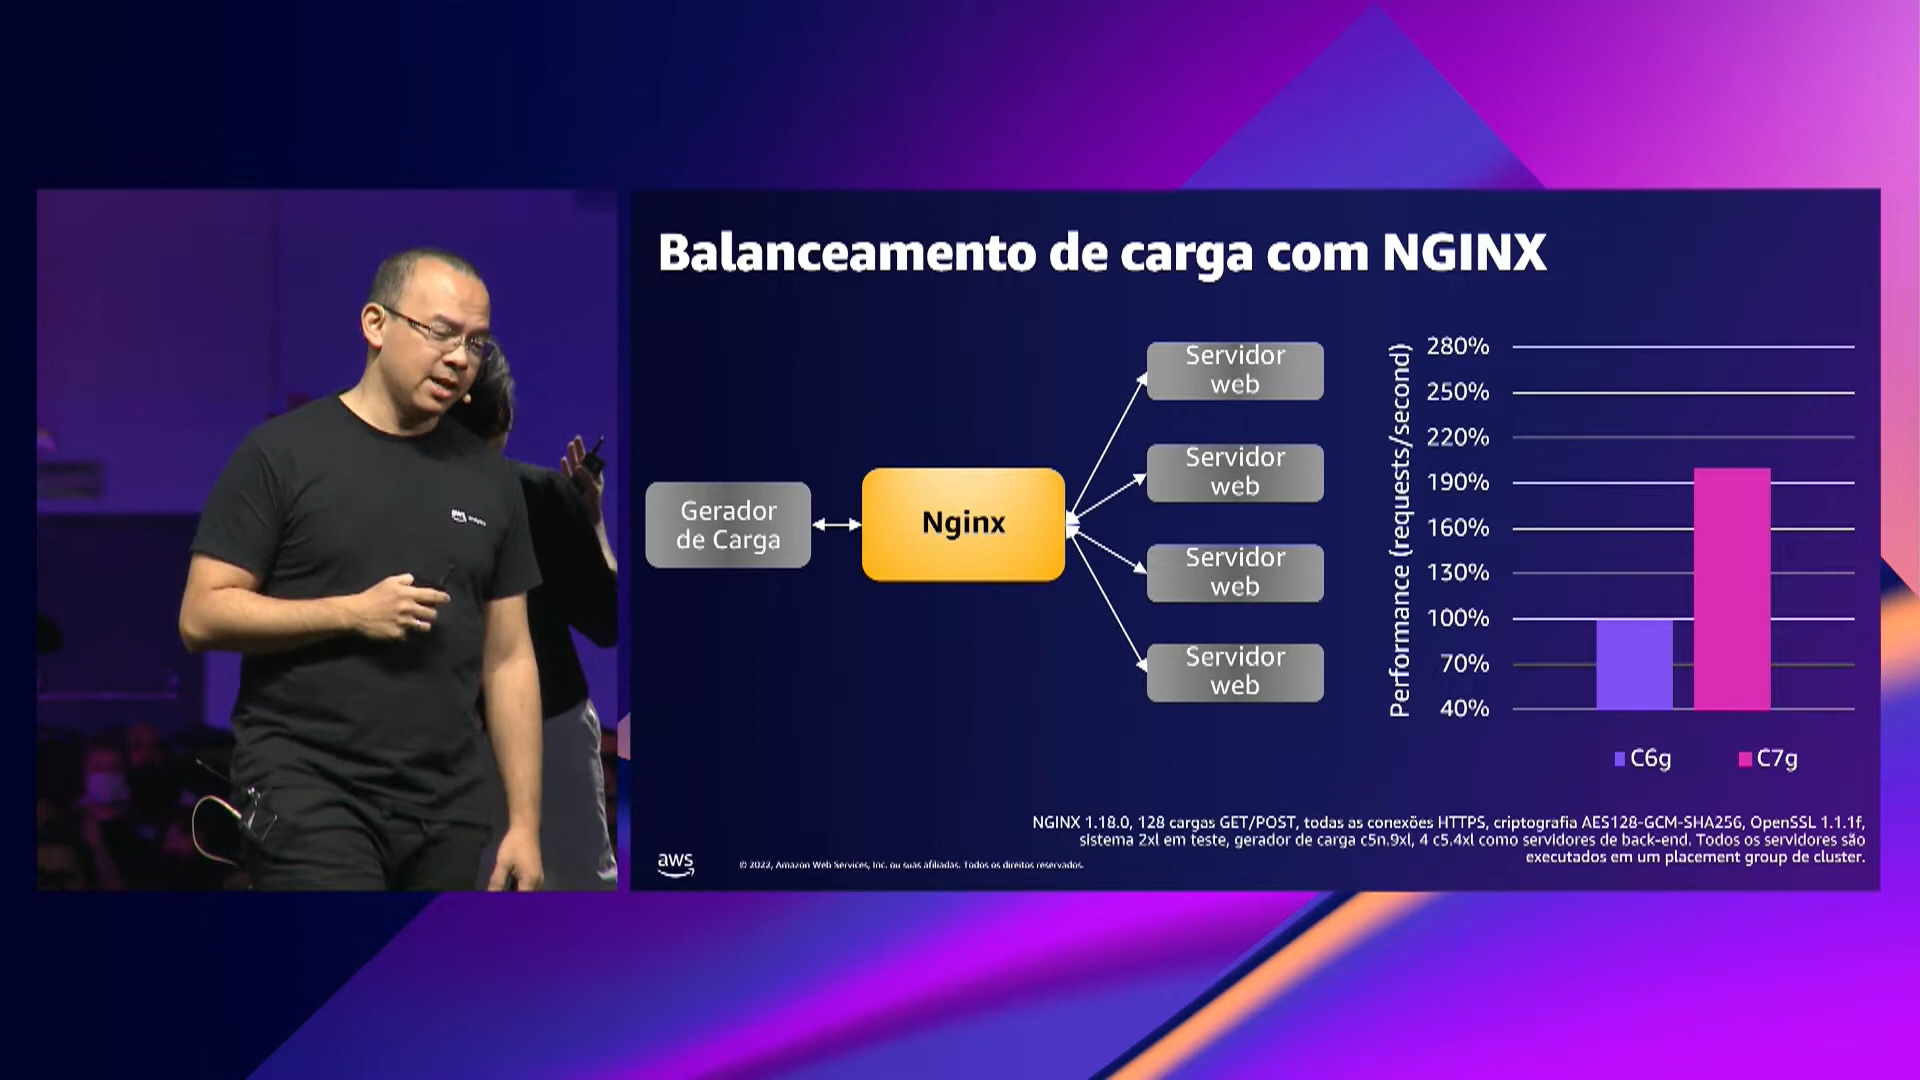 Balanceamento de carga com NGINX
Gerador
de Carga
Nginx
Servidor
web
Servidor
web
Servidor
web
Servidor
web
Performance (requests/second)
280%
250%
220%
190%
160%
130%
100%
70%
40%
C6g
C7g
NGINX 1.18.0, 128 cargas GET/POST, todas as conexões HTTPS, criptografia AES128-GCM-SHA256, OpenSSL 1.1.1f,
sistema 2xl em teste, gerador de carga c5n.9xl, 4 c5.4xl como servidores de back-end. Todos os servidores são
executados em um placement group de cluster.
aws
© 2022, Amazon Web Services, Inc. ou suas afiliadas. Todos os direitos reservados.
aws